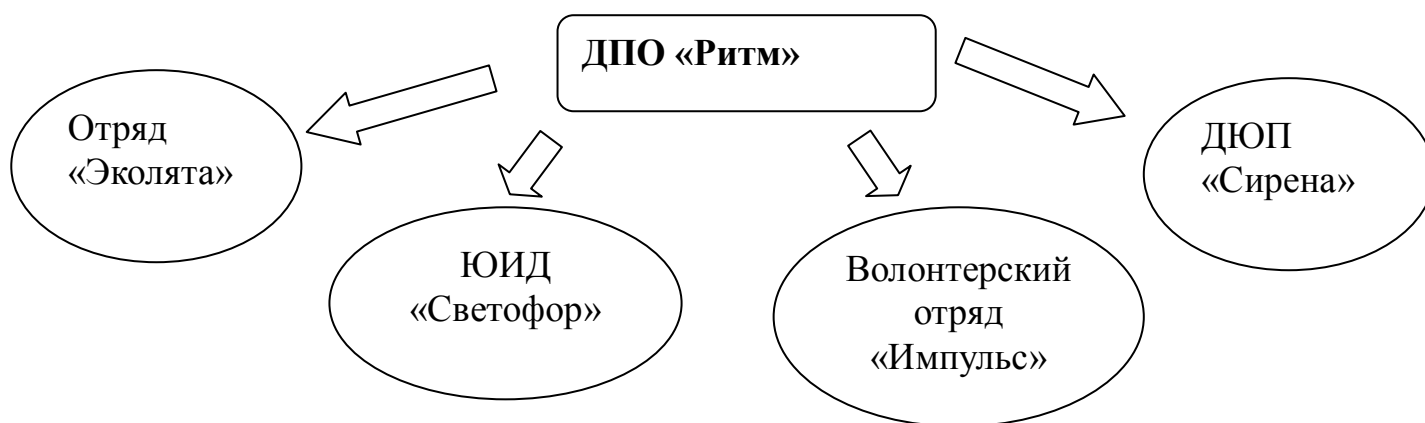 ДПО «Ритм»
Отряд
«Эколята»
ЮИД
«Светофор»
Волонтерский
отряд
«Импульс»
ДЮП
«Сирена»